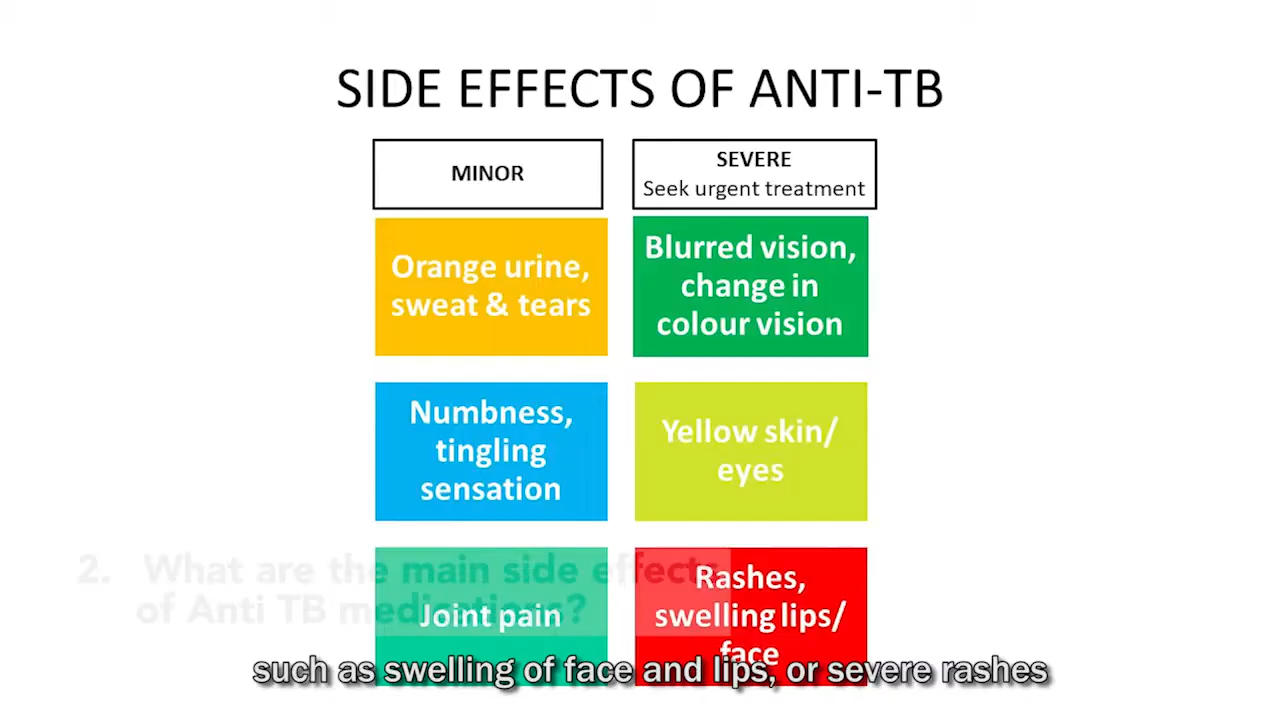 SIDE EFFECTS OF ANTI-TB
MINOR
SEVERE
Seek urgent treatment
Orange urine,
sweat & tears
Blurred vision,
change in
colour vision
Numbness,
tingling
sensation
Yellow skin/
eyes
2. What are the main side effects
of Anti TB medications?
Joint pain
Rashes,
swelling lips/
face
such as swelling of face and lips, or severe rashes